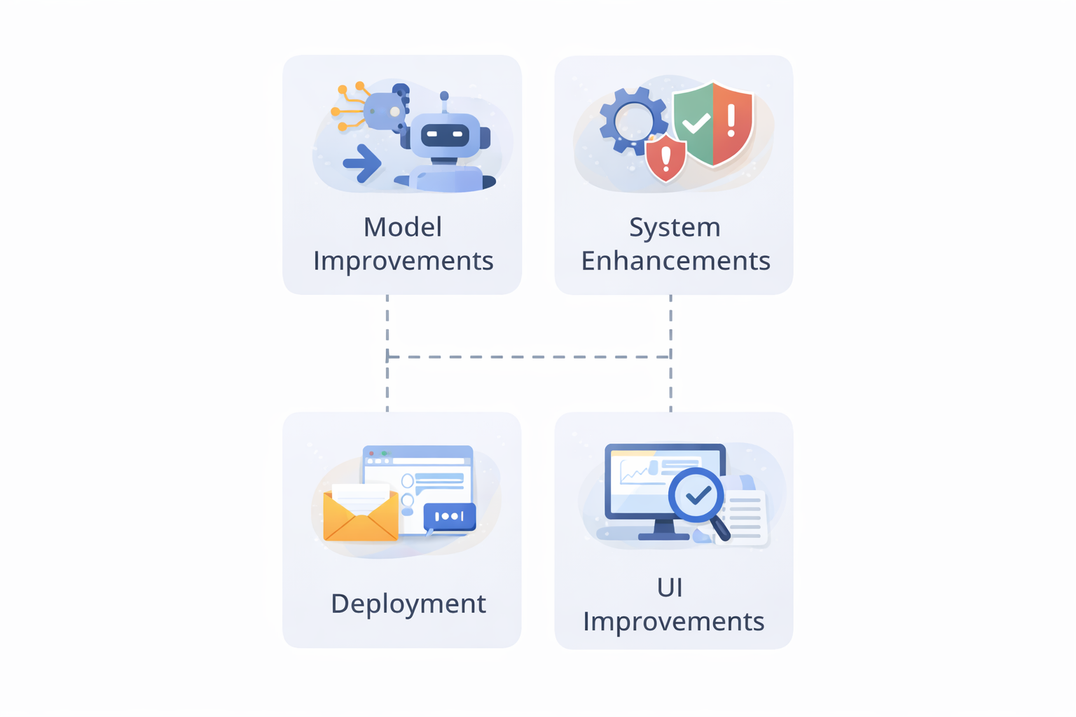 Model
Improvements
System
Enhancements
Deployment
UI
Improvements